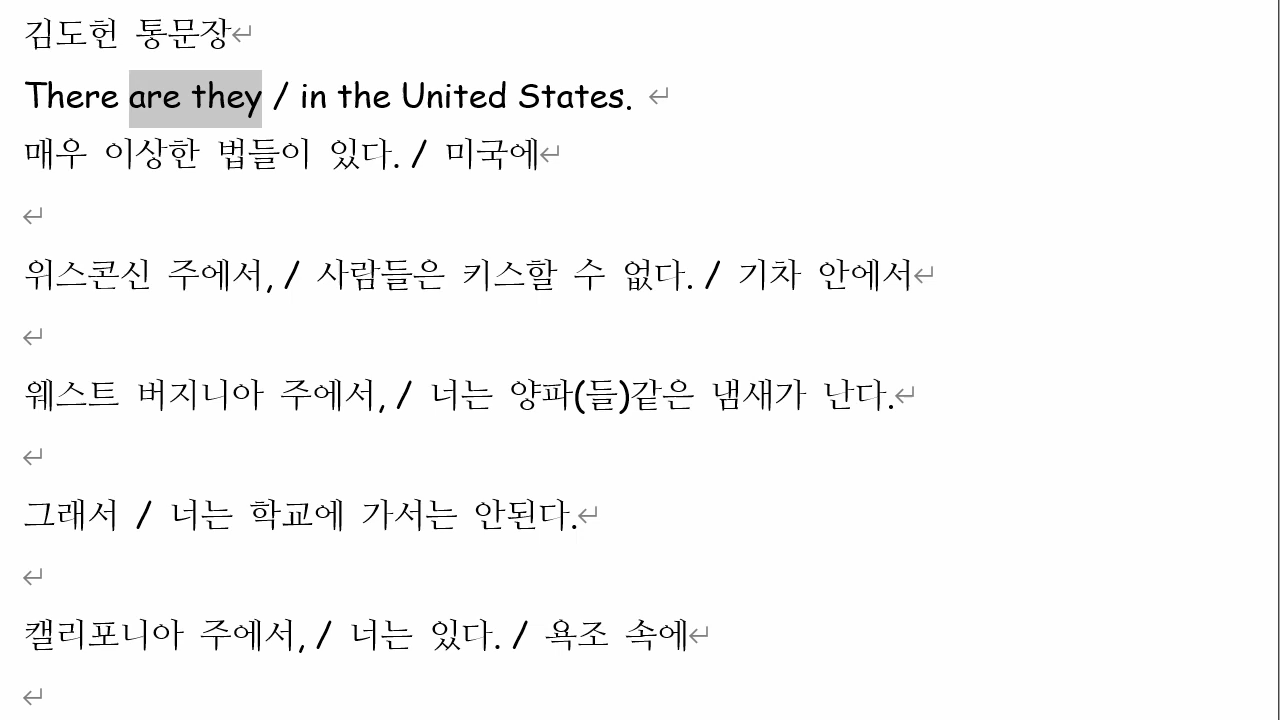 김도헌 통문장
There are they / in the United States.
매우 이상한 법들이 있다. / 미국에
위스콘신 주에서, / 사람들은 키스할 수 없다. / 기차 안에서
웨스트 버지니아 주에서, / 너는 양파(들)같은 냄새가 난다.
그래서 / 너는 학교에 가서는 안된다.
캘리포니아 주에서, / 너는 있다. / 욕조 속에